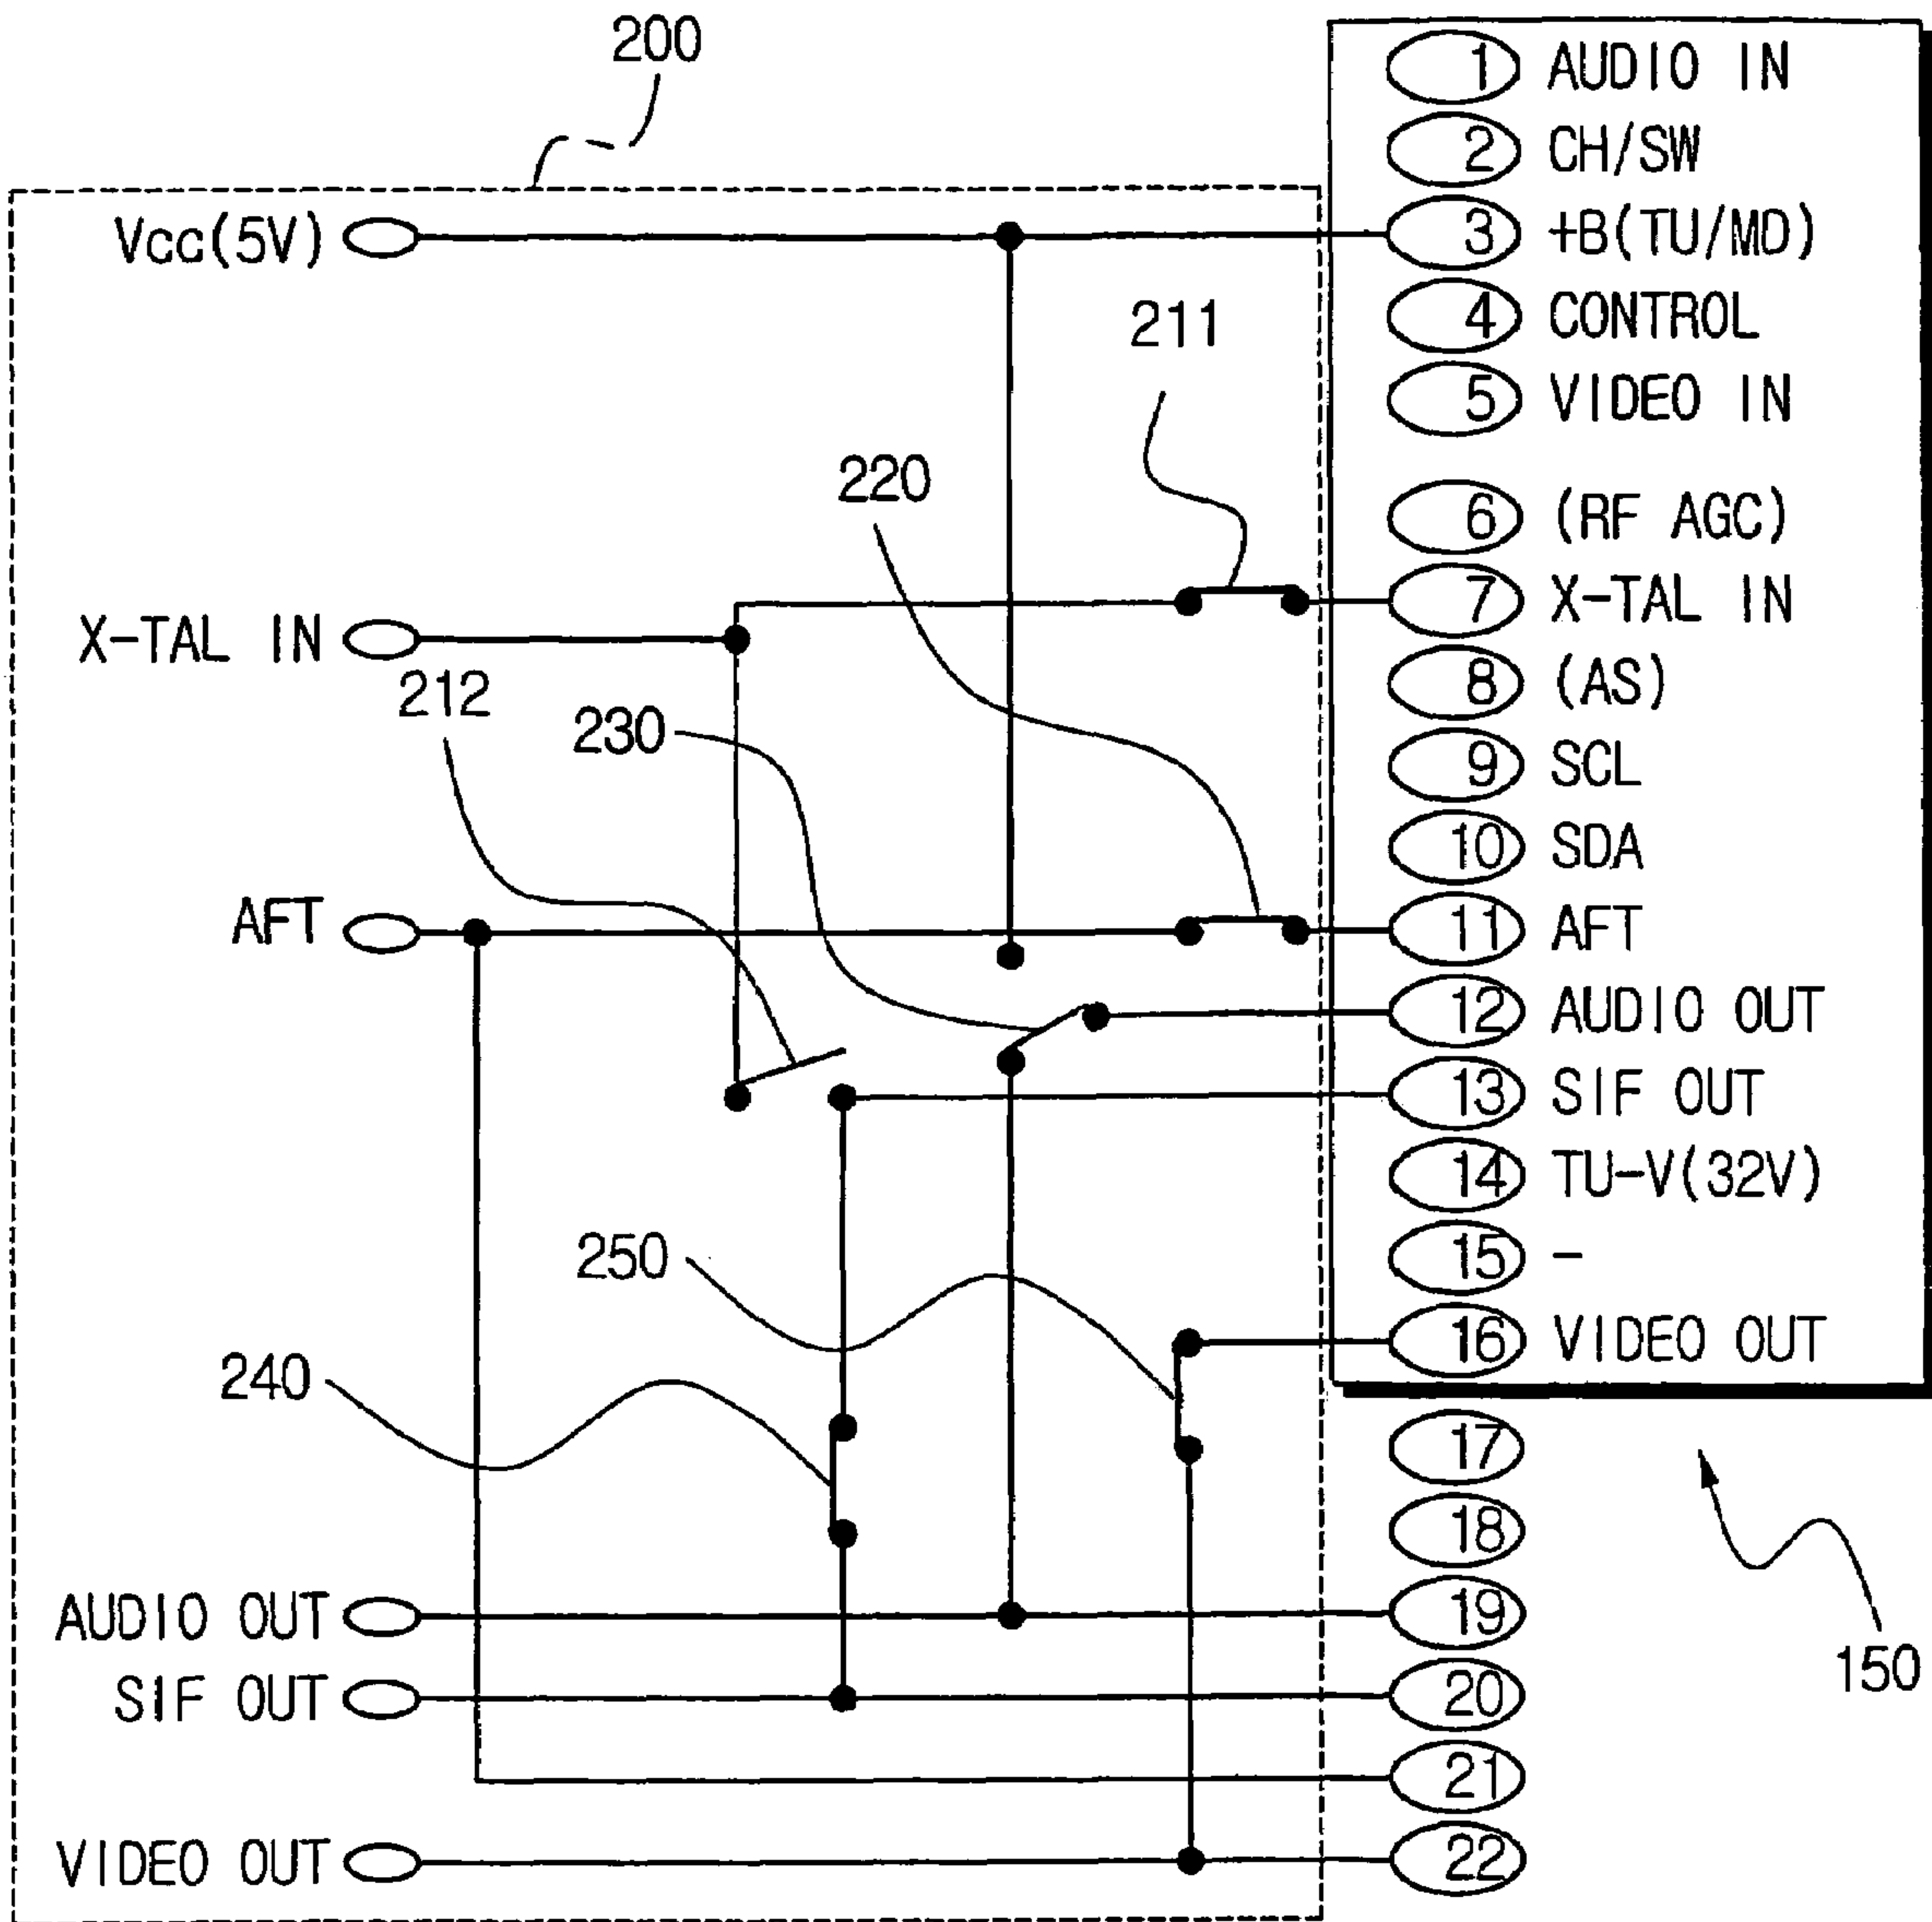 200
1 AUDIO IN
2 CH/SW
Vcc(5V)
3 +B(TU/MD)
211
4 CONTROL
5 VIDEO IN
220
6 (RF AGC)
X-TAL IN
7 X-TAL IN
212
230
8 (AS)
9 SCL
10 SDA
AFT
11 AFT
12 AUDIO OUT
13 SIF OUT
14 TU-V(32V)
250
15 -
240
16 VIDEO OUT
17
18
AUDIO OUT
19
150
SIF OUT
20
21
VIDEO OUT
22